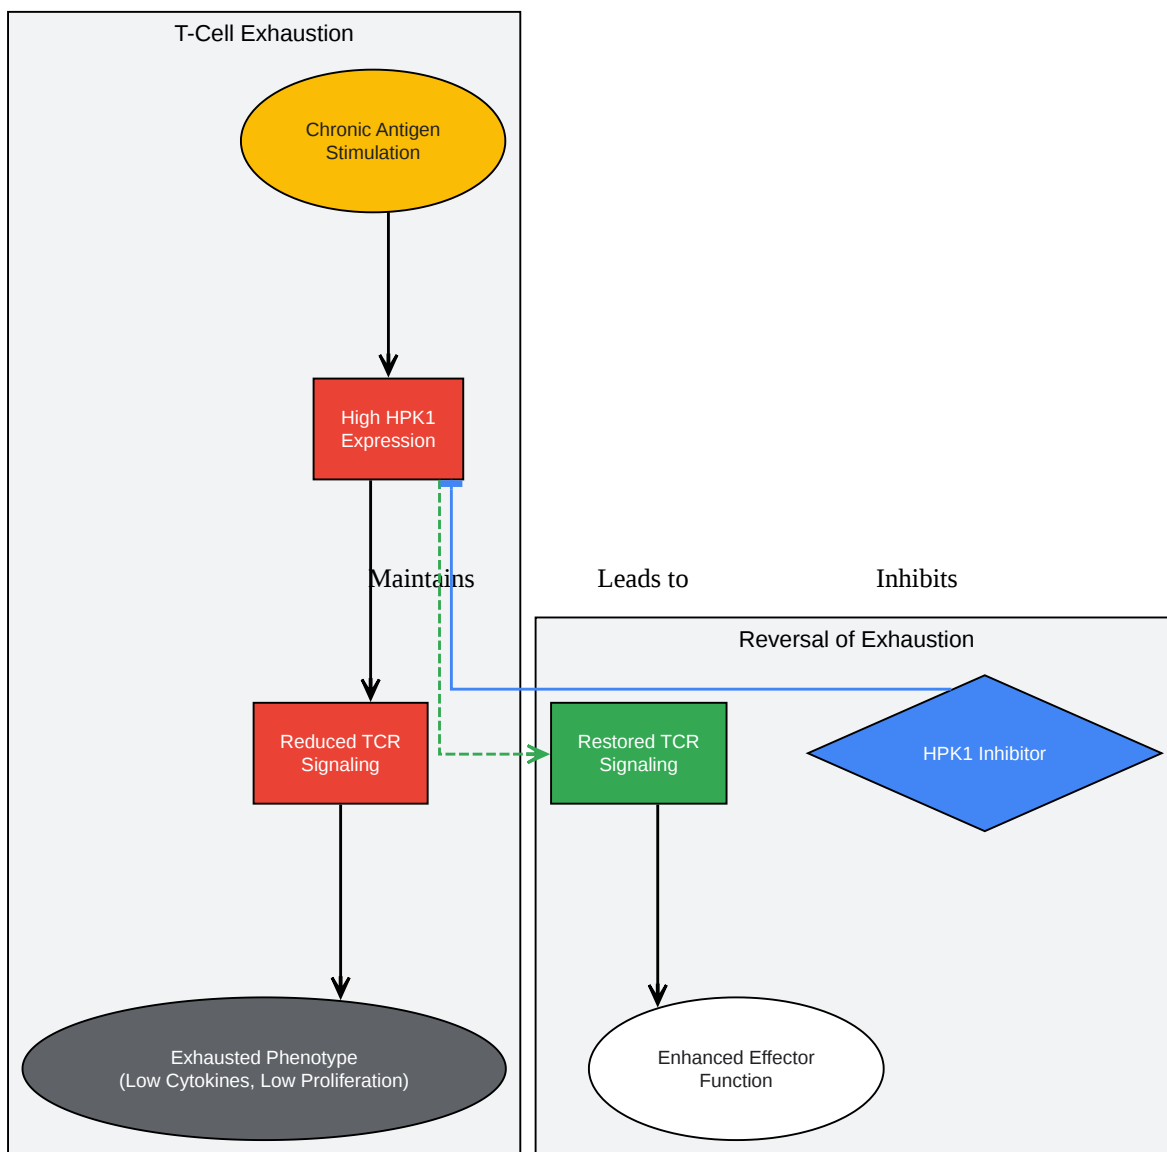 T-Cell Exhaustion
Chronic Antigen
Stimulation
High HPK1
Expression
Maintains
Leads to
Inhibits
Reversal of Exhaustion
Reduced TCR
Signaling
Restored TCR
Signaling
HPK1 Inhibitor
Exhausted Phenotype
(Low Cytokines, Low Proliferation)
Enhanced Effector
Function